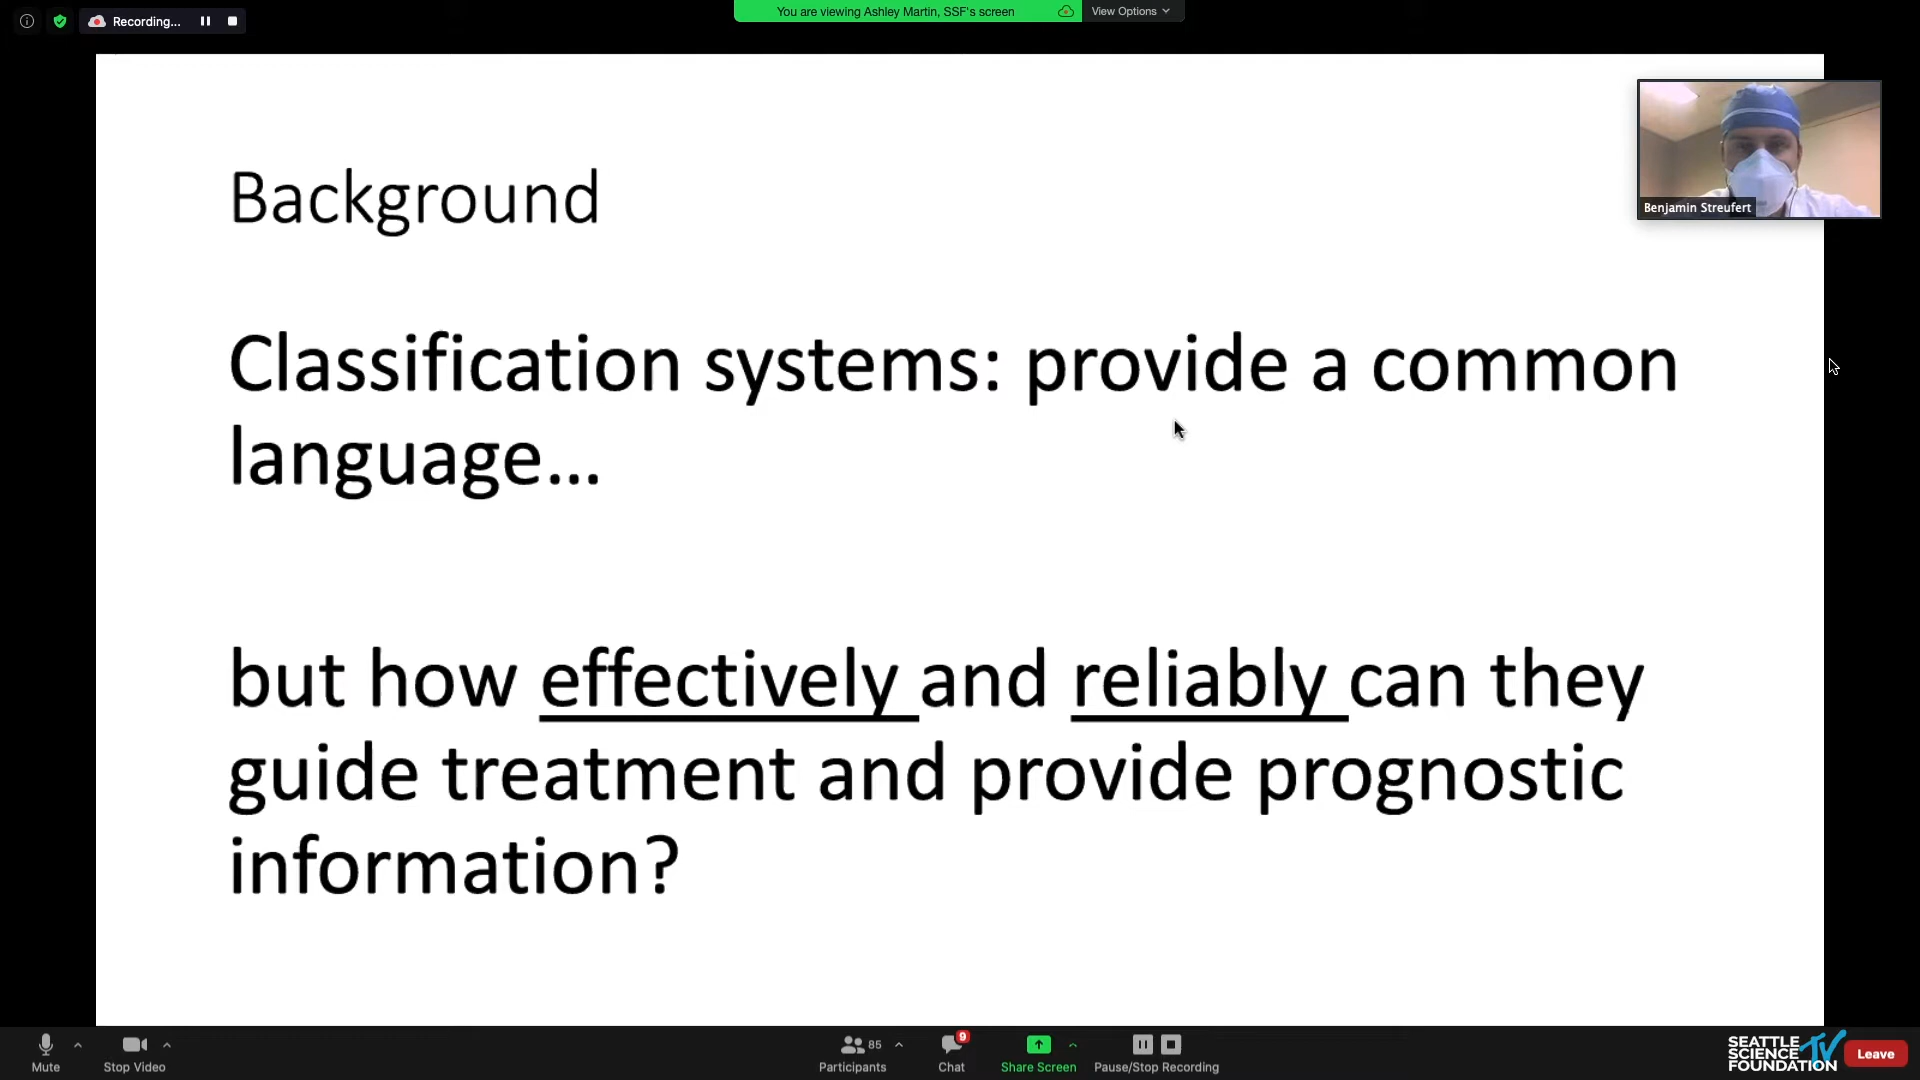 Recording...
You are viewing Ashley Martin, SSF's screen
View Options
Background
Benjamin Streufert
Classification systems: provide a common
language...
but how effectively and reliably can they
guide treatment and provide prognostic
information?
Mute
Stop Video
85
Participants
9
Chat
Share Screen
Pause/Stop Recording
SEATTLE
SCIENCE
FOUNDATION
TV
Leave